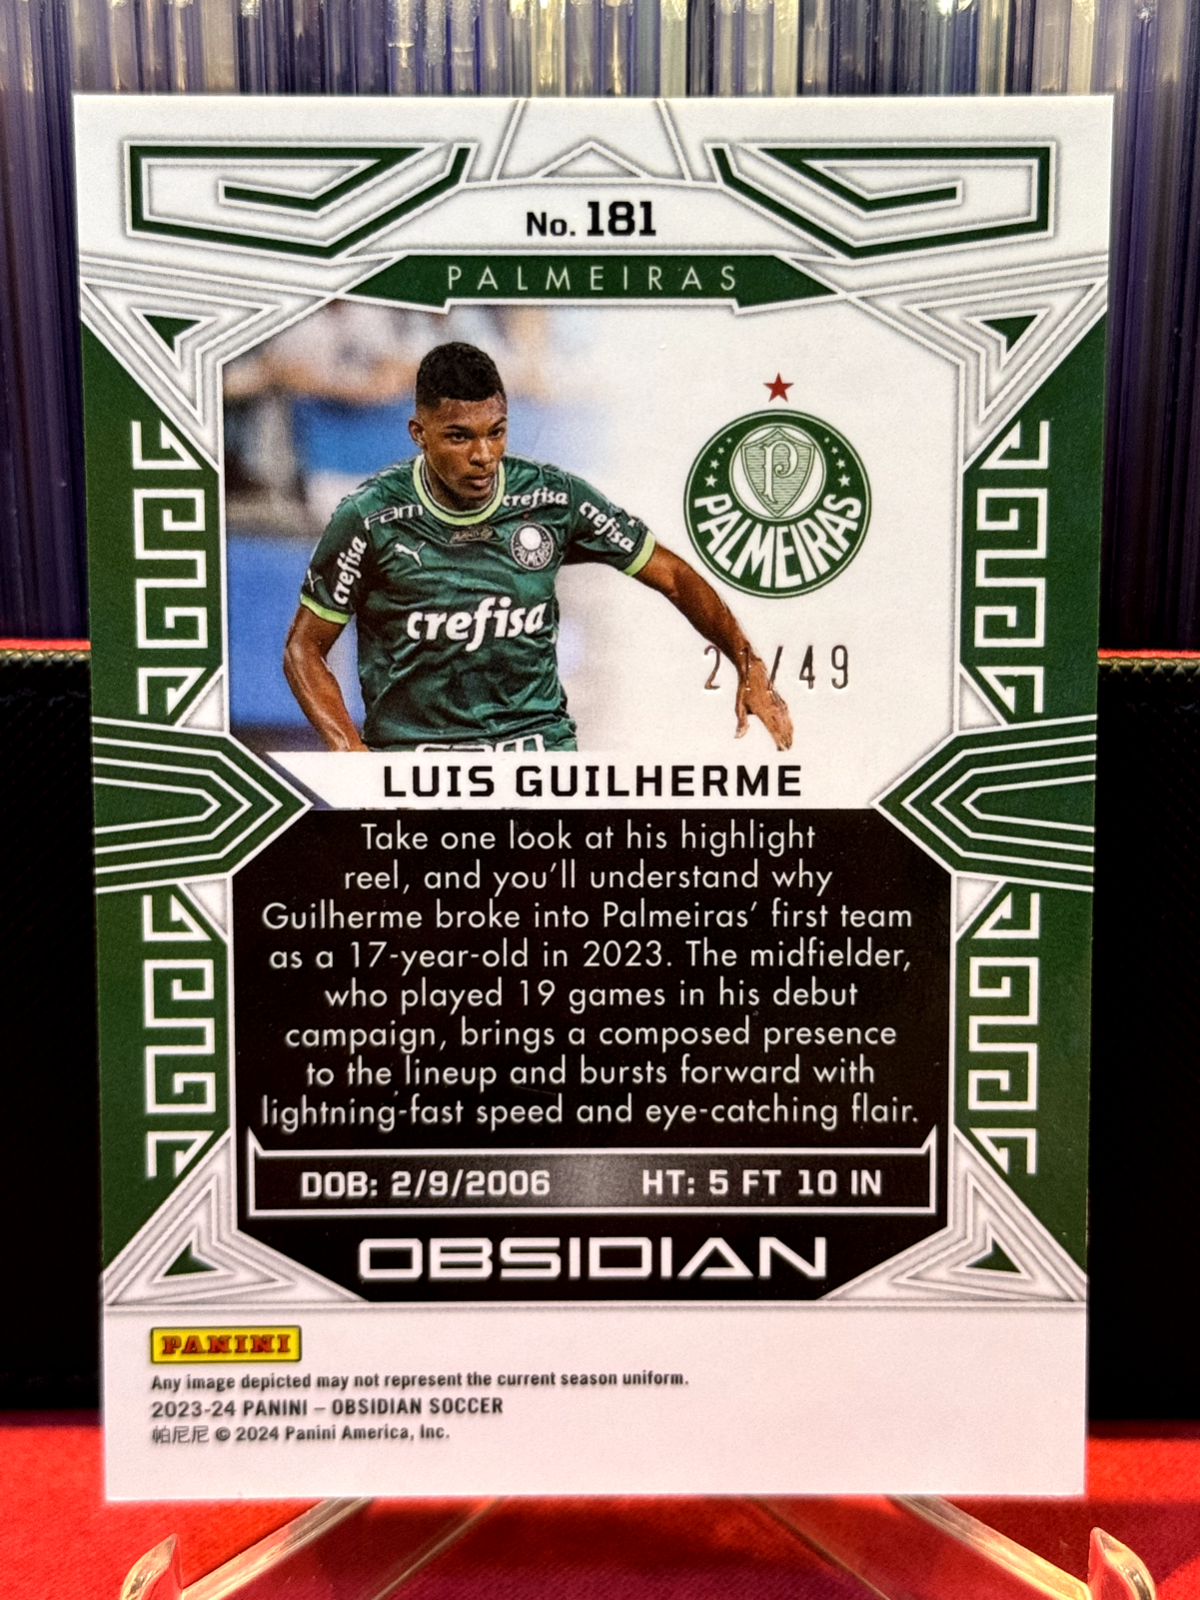 No. 181
PALMEIRAS
PALMEIRAS
crefisa
FAM
crefisa
crefisa
crefisa
/49
FAM
LUIS GUILHERME
Take one look at his highlight
reel, and you'll understand why
Guilherme broke into Palmeiras' first team
as a 17-year-old in 2023. The midfielder,
who played 19 games in his debut
campaign, brings a composed presence
to the lineup and bursts forward with
lightning-fast speed and eye-catching flair.
DOB: 2/9/2006 HT: 5 FT 10 IN
OBSIDIAN
PANINI
Any image depicted may not represent the current season uniform.
2023-24 PANINI – OBSIDIAN SOCCER
帕尼尼 © 2024 Panini America, Inc.